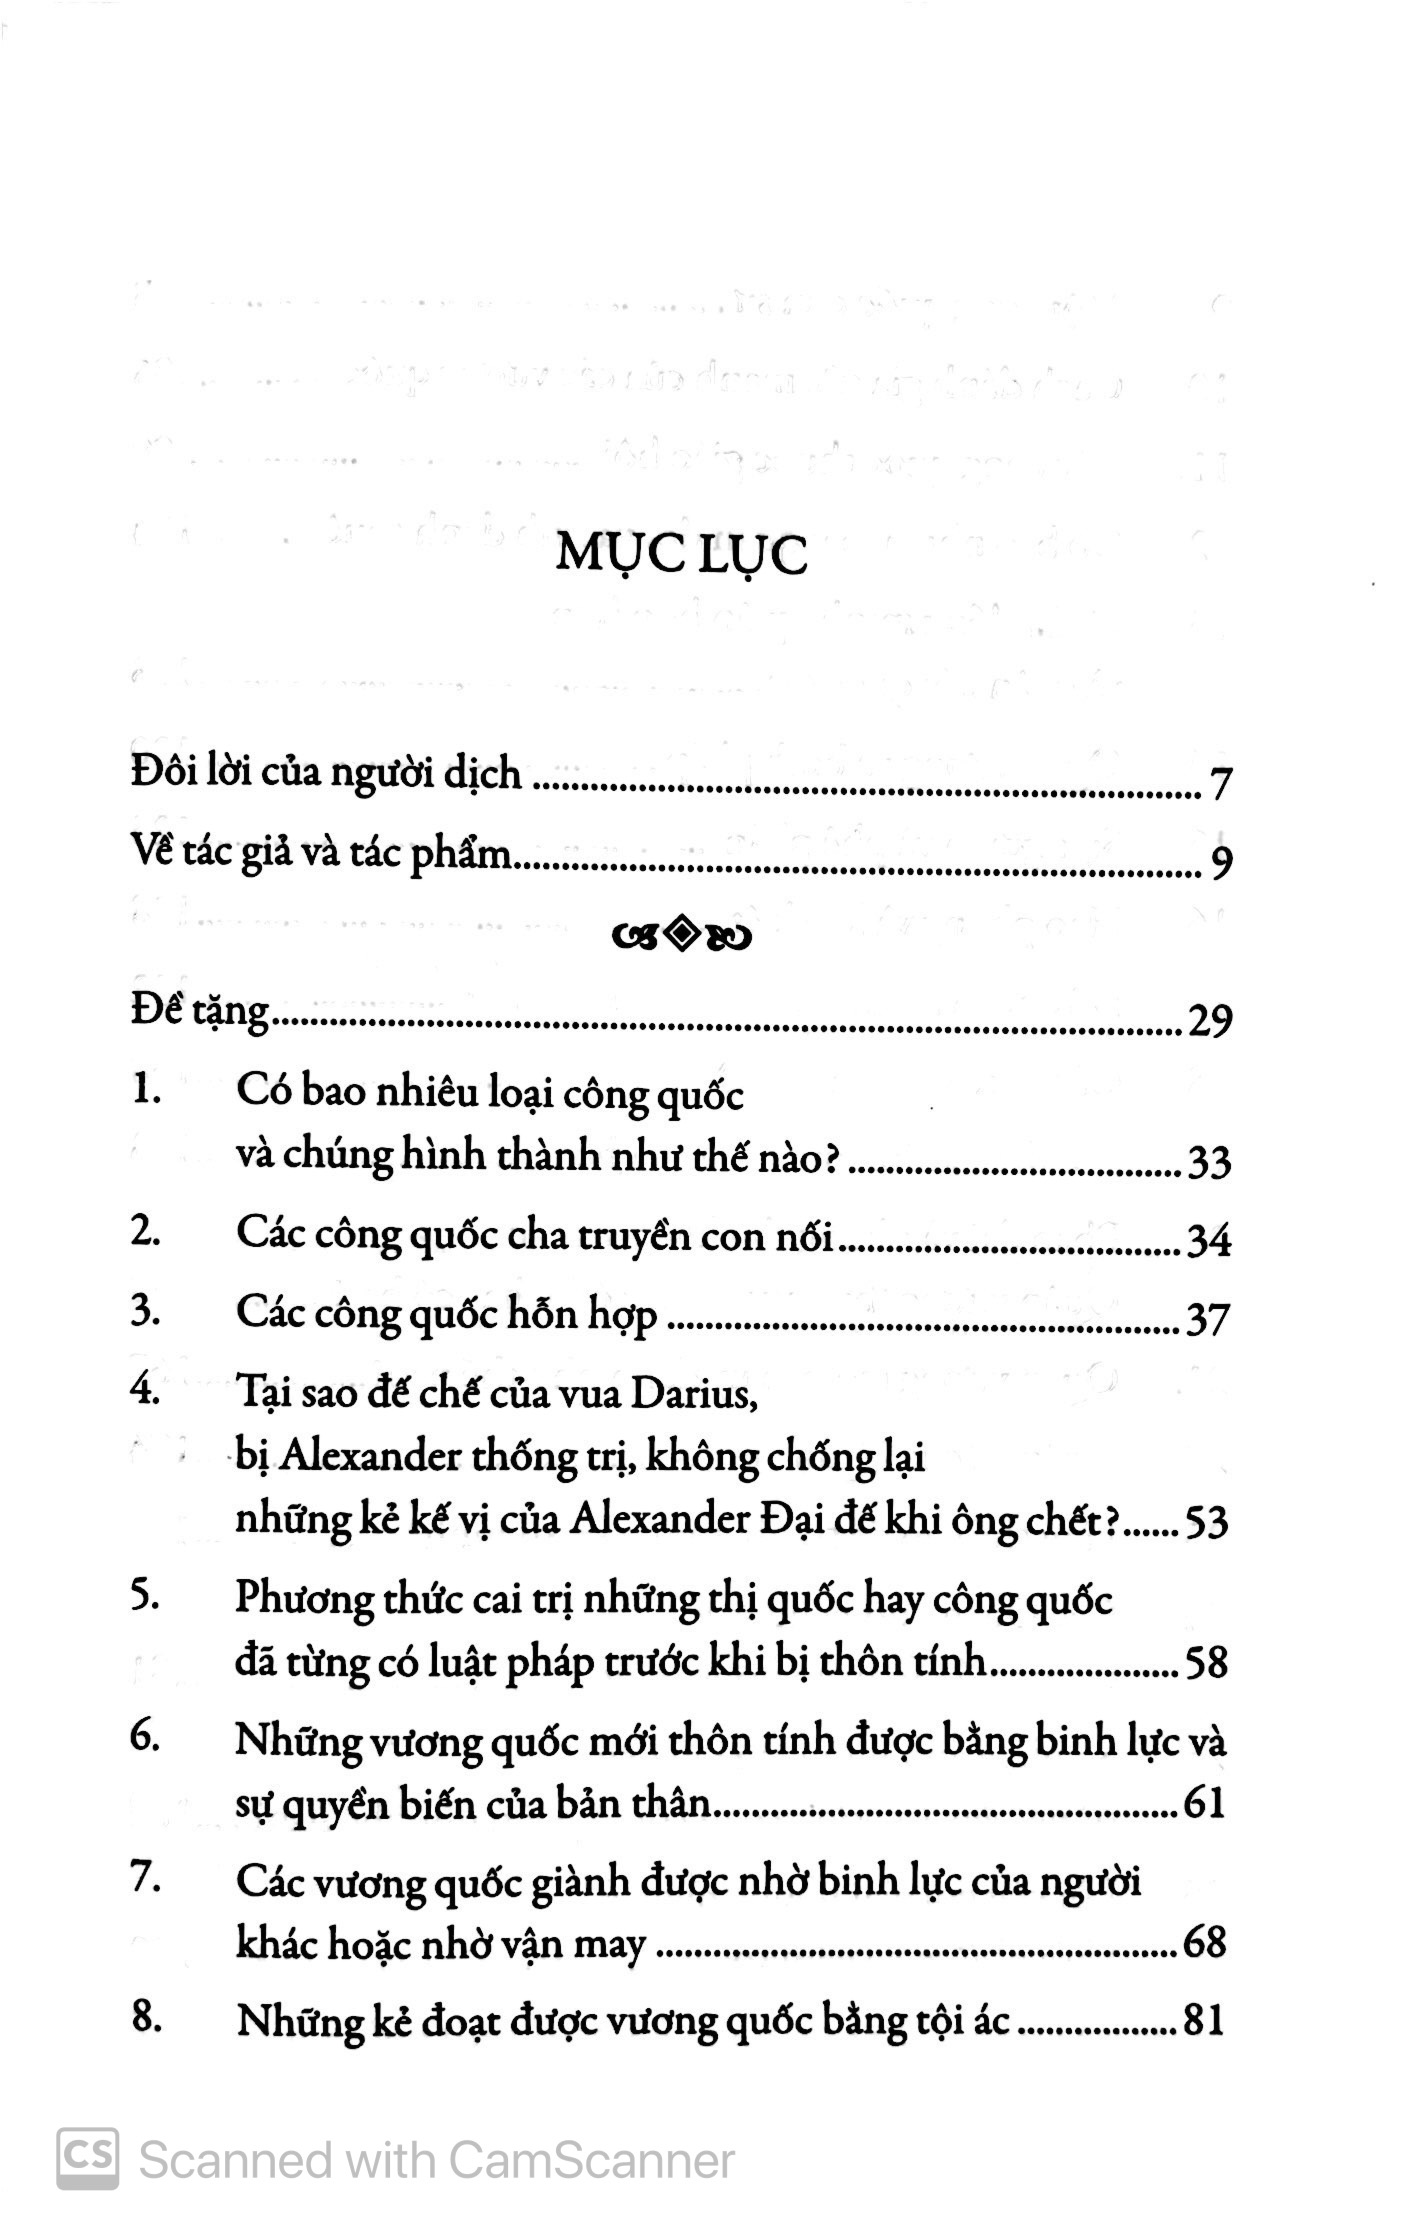 MỤC LỤC
Đôi lời của người dịch ........ 7
Về tác giả và tác phẩm........ 9
Đề tặng........ 29
1. Có bao nhiêu loại công quốc
và chúng hình thành như thế nào? ........ 33
2. Các công quốc cha truyền con nối........ 34
3. Các công quốc hỗn hợp ........ 37
4. Tại sao đế chế của vua Darius,
bị Alexander thống trị, không chống lại
những kẻ kế vị của Alexander Đại đế khi ông chết?...... 53
5. Phương thức cai trị những thị quốc hay công quốc
đã từng có luật pháp trước khi bị thôn tính........ 58
6. Những vương quốc mới thôn tính được bằng binh lực và
sự quyền biến của bản thân........ 61
7. Các vương quốc giành được nhờ binh lực của người
khác hoặc nhờ vận may ........ 68
8. Những kẻ đoạt được vương quốc bằng tội ác ........ 81
CS Scanned with CamScanner